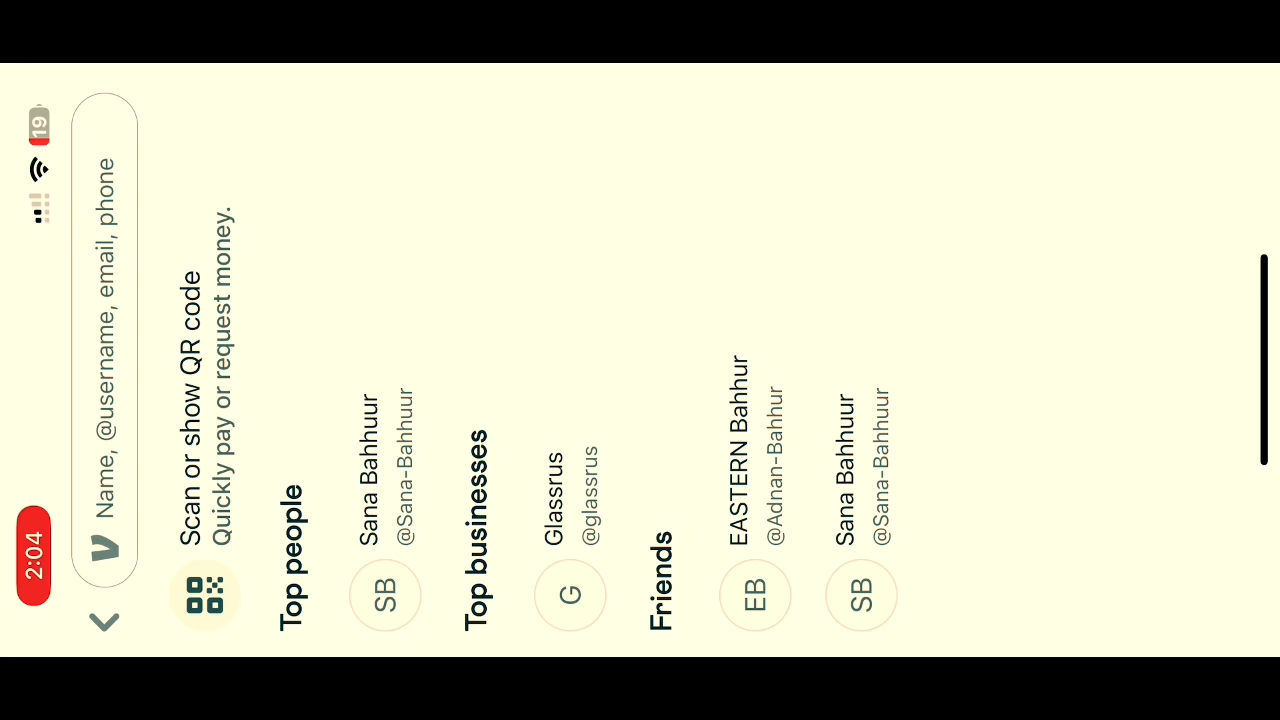 2:04
19
Name, @username, email, phone
Scan or show QR code
Quickly pay or request money.
Top people
SB
Sana Bahhuur
@Sana-Bahhuur
Top businesses
G
Glassrus
@glassrus
Friends
EB
EASTERN Bahhur
@Adnan-Bahhur
SB
Sana Bahhuur
@Sana-Bahhuur